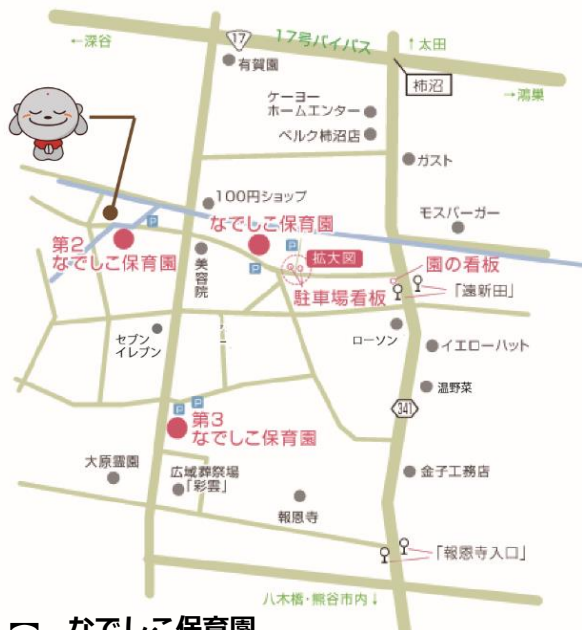 ←深谷
17
17号バイパス
↑太田
有賀園
柿沼
→鴻巣
ケーヨー
ホームエンター
ベルク柿沼店
ガスト
100円ショップ
モスバーガー
なでしこ保育園
P
P
P
第2
なでしこ保育園
美容院
拡大図
園の看板
駐車場看板
「遠新田」
セブン
イレブン
ローソン
イエローハット
温野菜
341
P
P
第3
なでしこ保育園
大原霊園
広域葬祭場
「彩雲」
報恩寺
金子工務店
「報恩寺入口」
八木橋・熊谷市内↓
なでしこ保育園